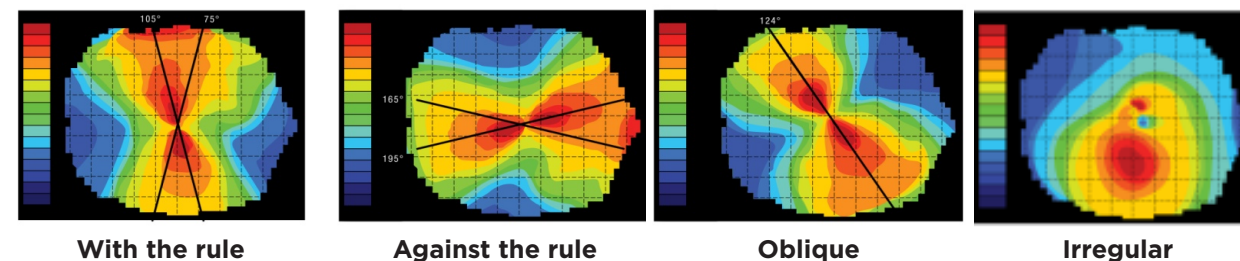 105° 75°
165°
195°
124°
With the rule
Against the rule
Oblique
Irregular